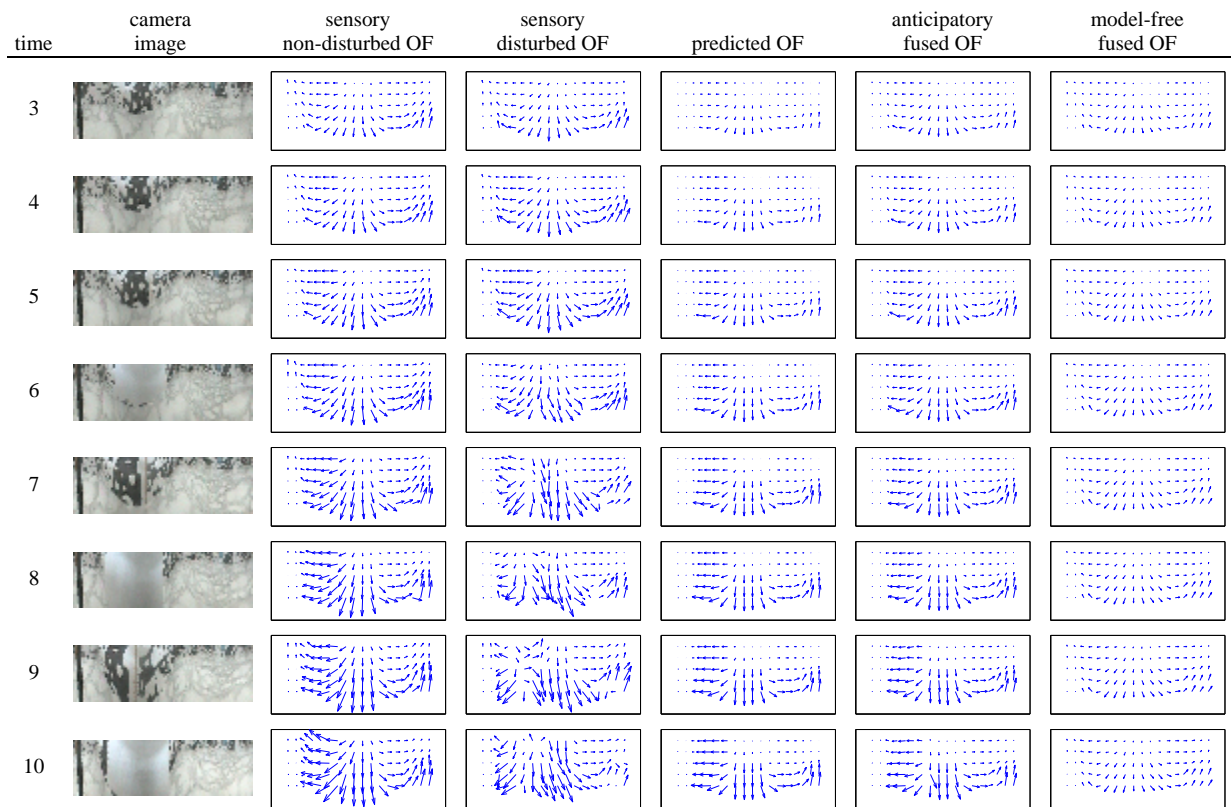 time
camera
image
sensory
non-disturbed OF
sensory
disturbed OF
predicted OF
anticipatory
fused OF
model-free
fused OF
3
4
5
6
7
8
9
10